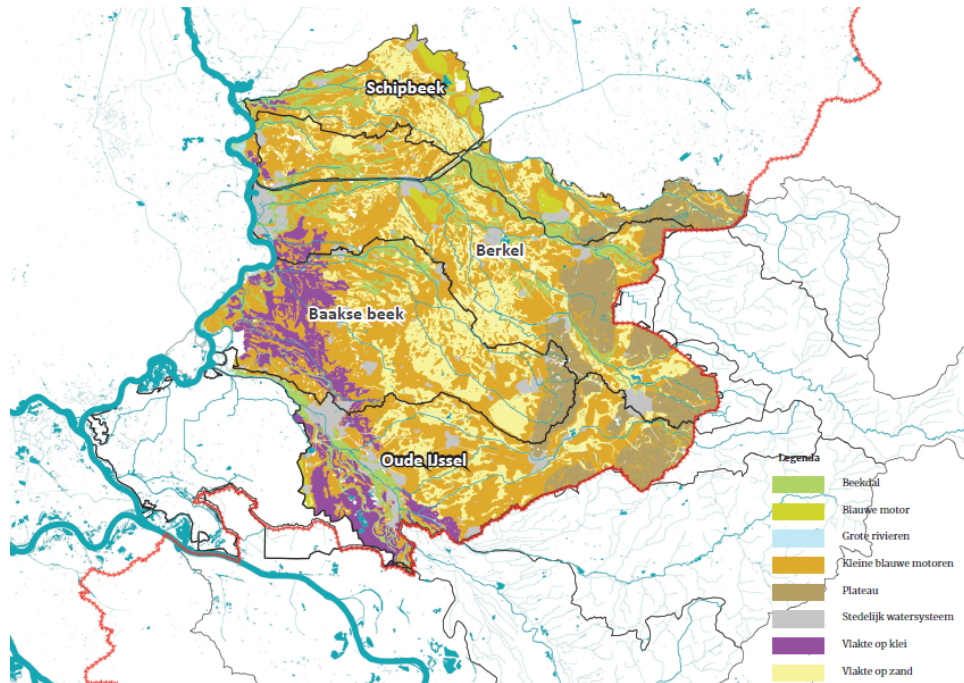 Schipbeek
Berkel
Baakse beek
Oude IJssel
Legenda
Beekdal
Blauwe motor
Grote rivieren
Kleine blauwe motoren
Plateau
Stedelijk watersysteem
Vlakte op klei
Vlakte op zand